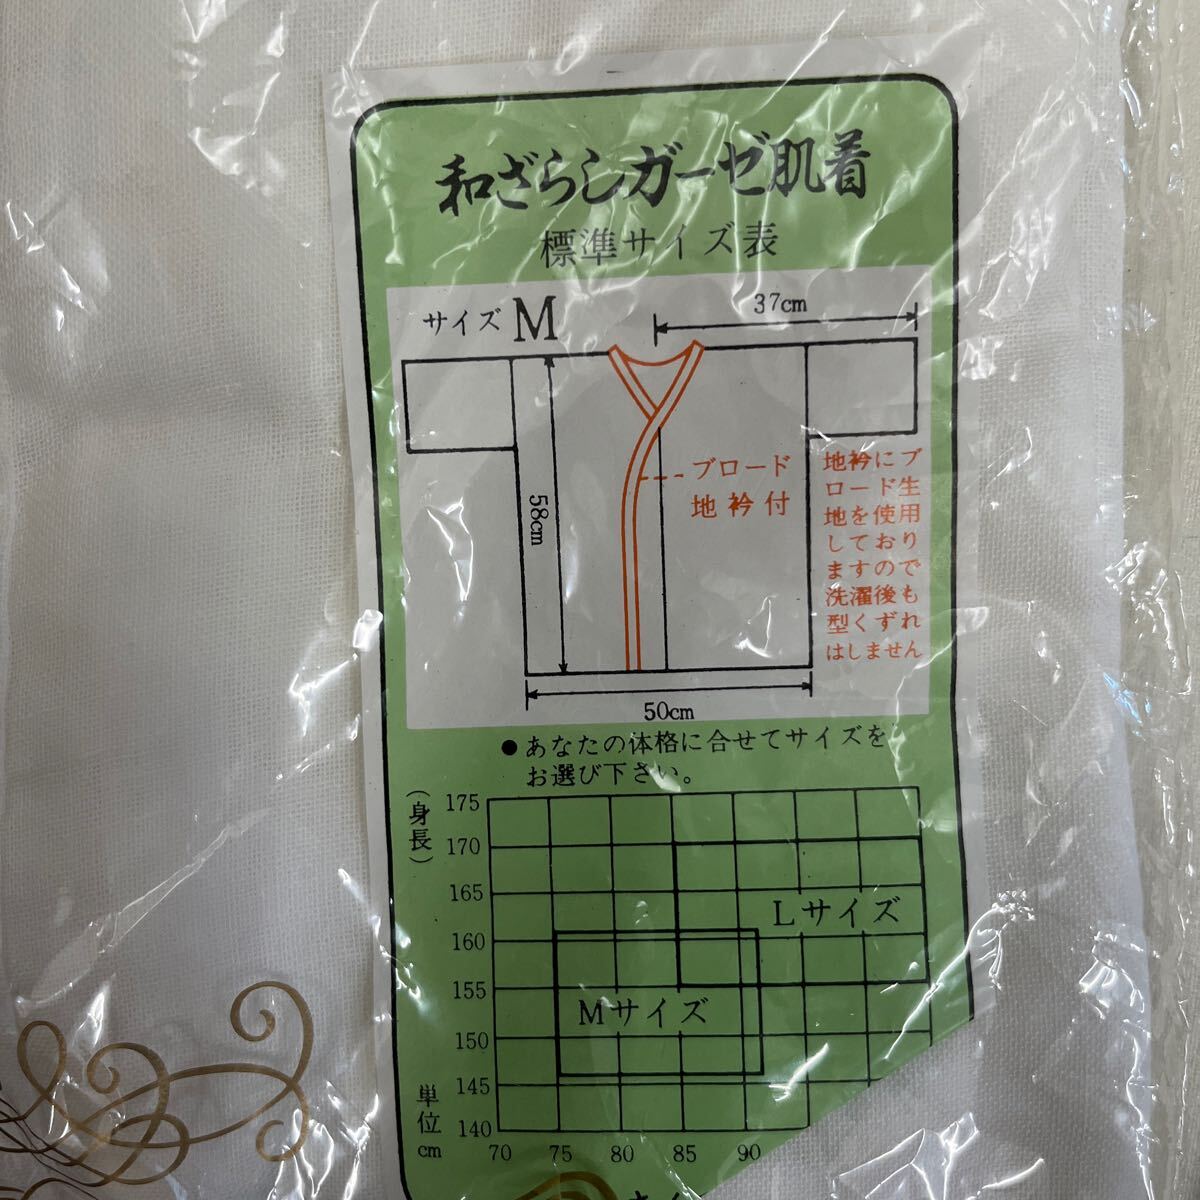 和ざらしガーゼ肌着
標準サイズ表
サイズ M
37cm
58cm
ブロード
地衿付
地衿にブ
ロード生
地を使用
しており
ますので
洗濯後も
型くずれ
はしません
50cm
●あなたの体格に合せてサイズを
お選び下さい。
(身長)
175
170
165
160
155
150
145
140
Lサイズ
Mサイズ
単位
cm
70 75 80 85 90